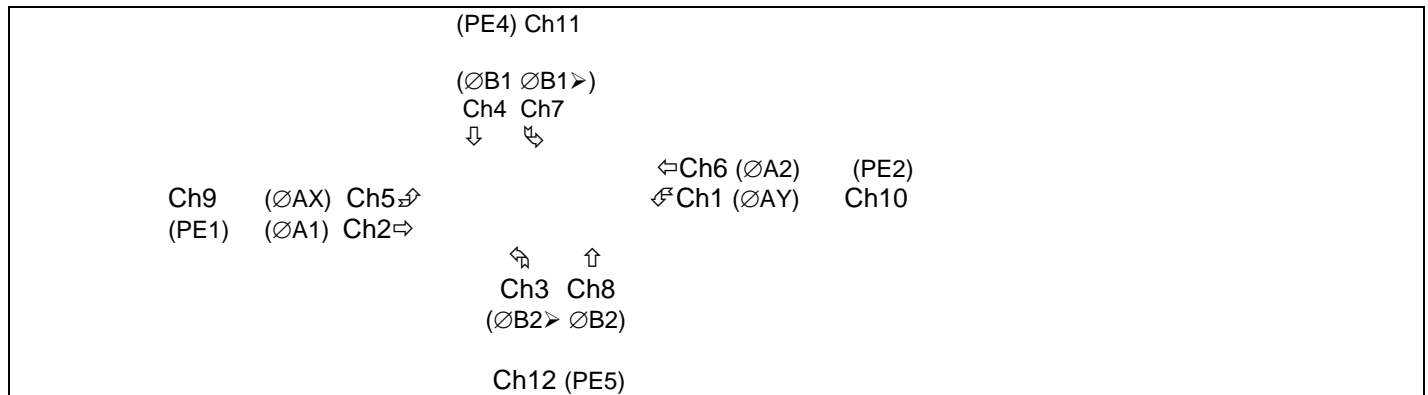 (PE4) Ch11
(∅B1 ∅B1➢)
Ch4 Ch7
⇩ ⮱
⇦Ch6 (∅A2) (PE2)
Ch9 (∅AX) Ch5⮵ ⮰Ch1 (∅AY) Ch10
(PE1) (∅A1) Ch2⇨
⮲ ⇧
Ch3 Ch8
(∅B2➢ ∅B2)
Ch12 (PE5)